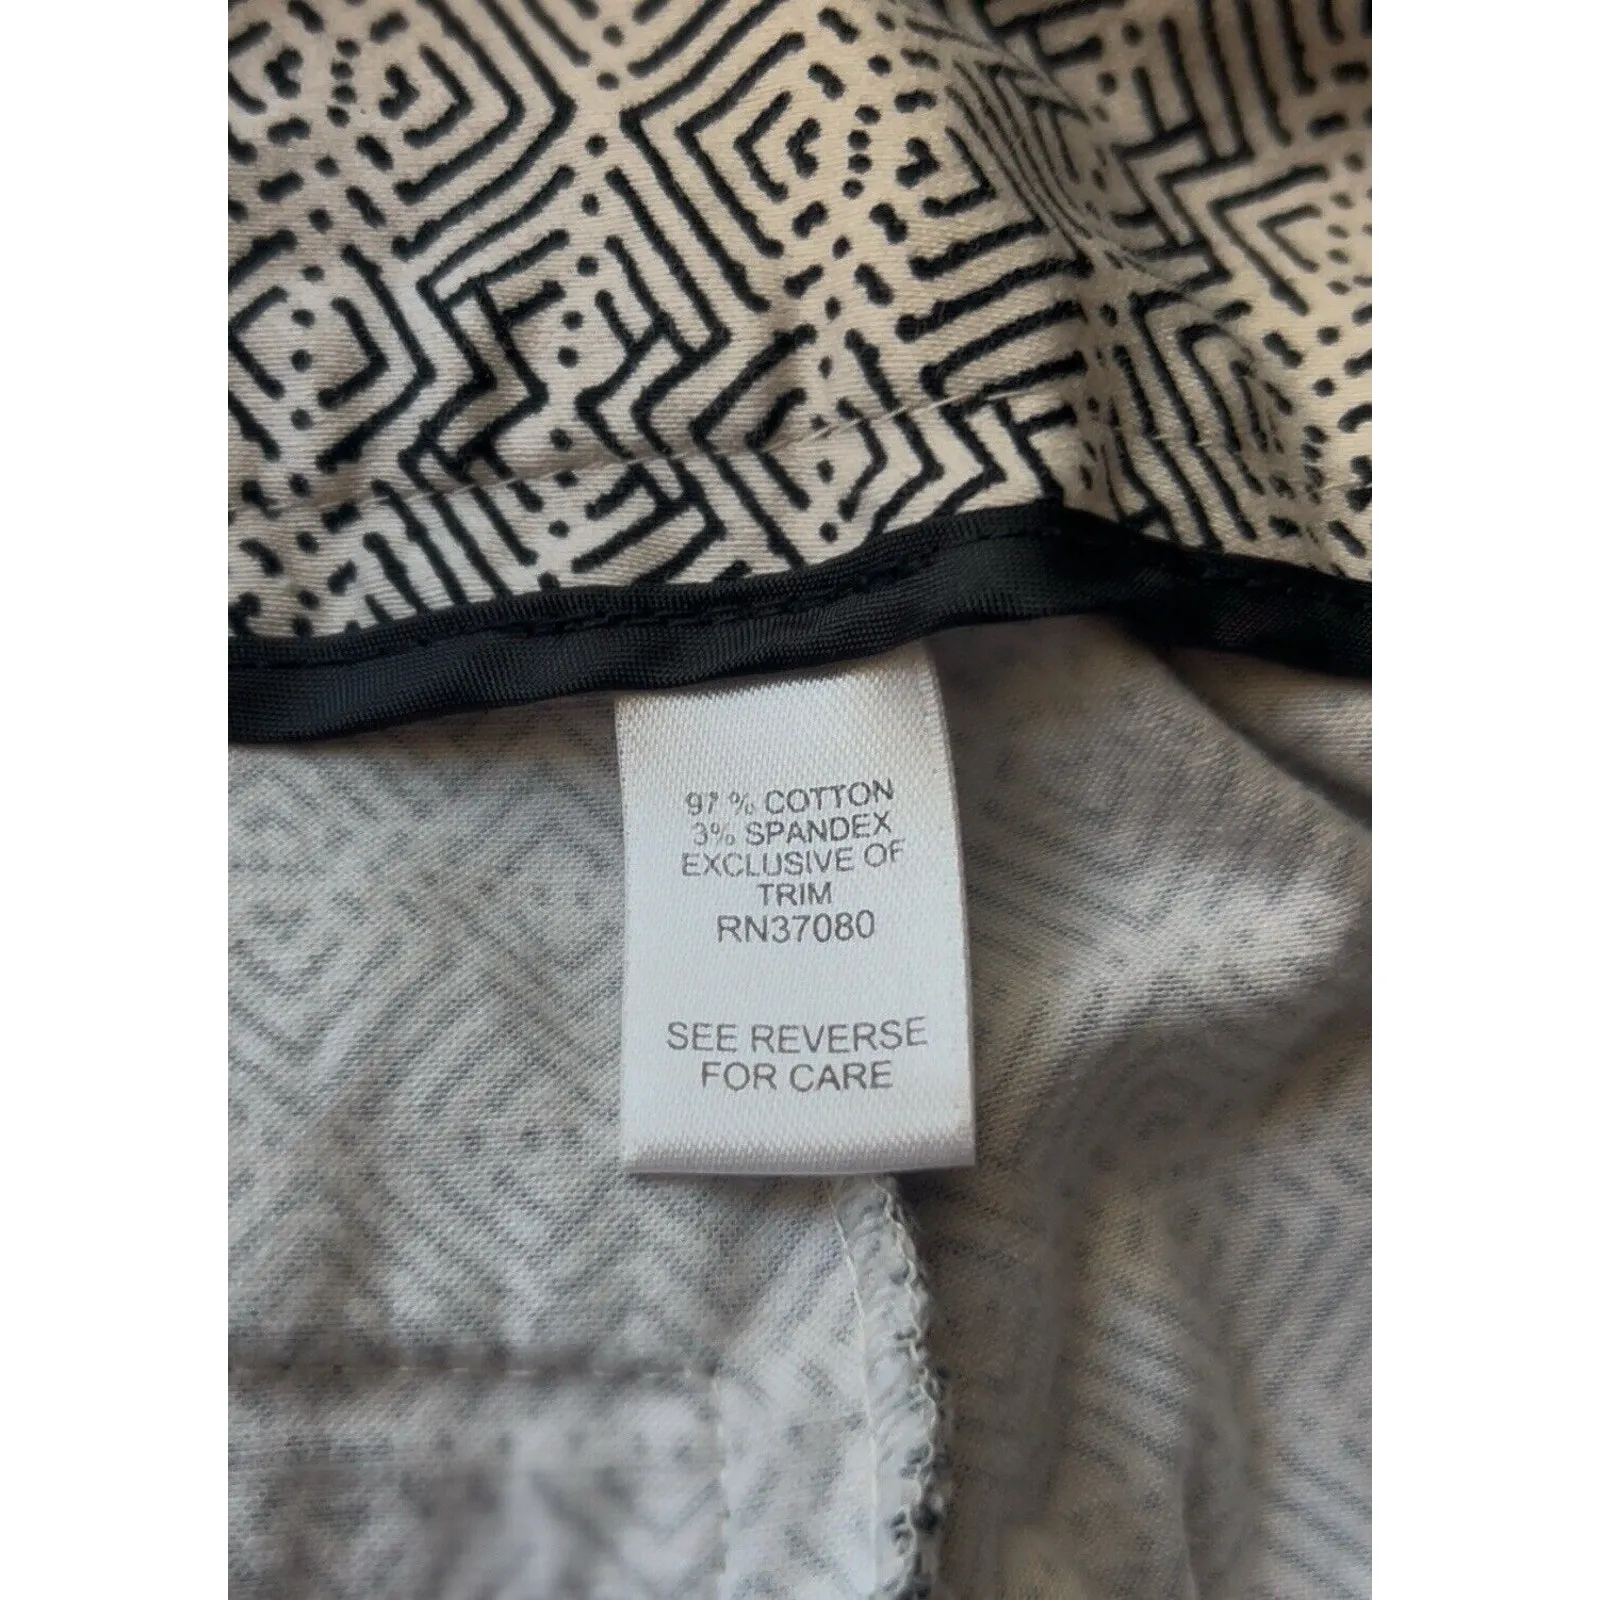 97 % COTTON
3% SPANDEX
EXCLUSIVE OF
TRIM
RN37080
SEE REVERSE
FOR CARE